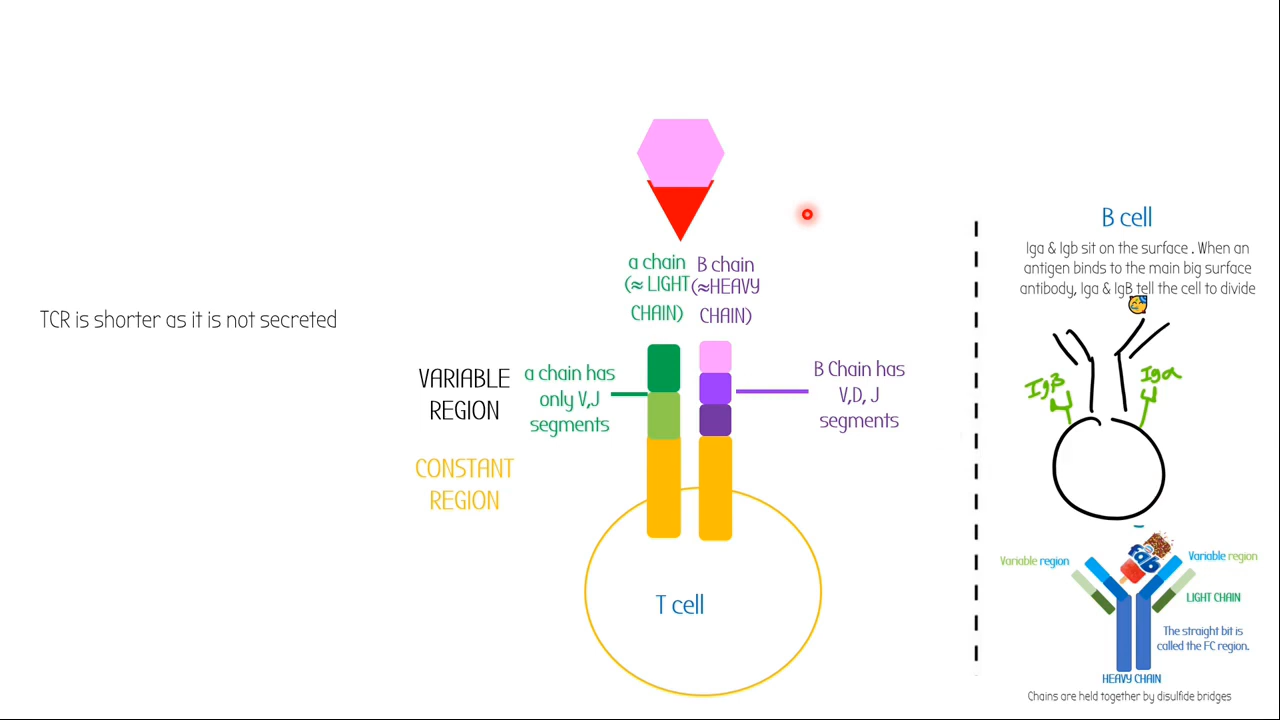 TCR is shorter as it is not secreted
a chain
(≈ LIGHT
CHAIN)
B chain
(≈HEAVY
CHAIN)
VARIABLE
REGION
a chain has
only V,J
segments
B Chain has
V,D, J
segments
CONSTANT
REGION
T cell
B cell
Iga & Igb sit on the surface . When an
antigen binds to the main big surface
antibody, Iga & IgB tell the cell to divide
Igβ
Igα
Variable region
fab
Variable region
LIGHT CHAIN
The straight bit is
called the FC region.
HEAVY CHAIN
Chains are held together by disulfide bridges